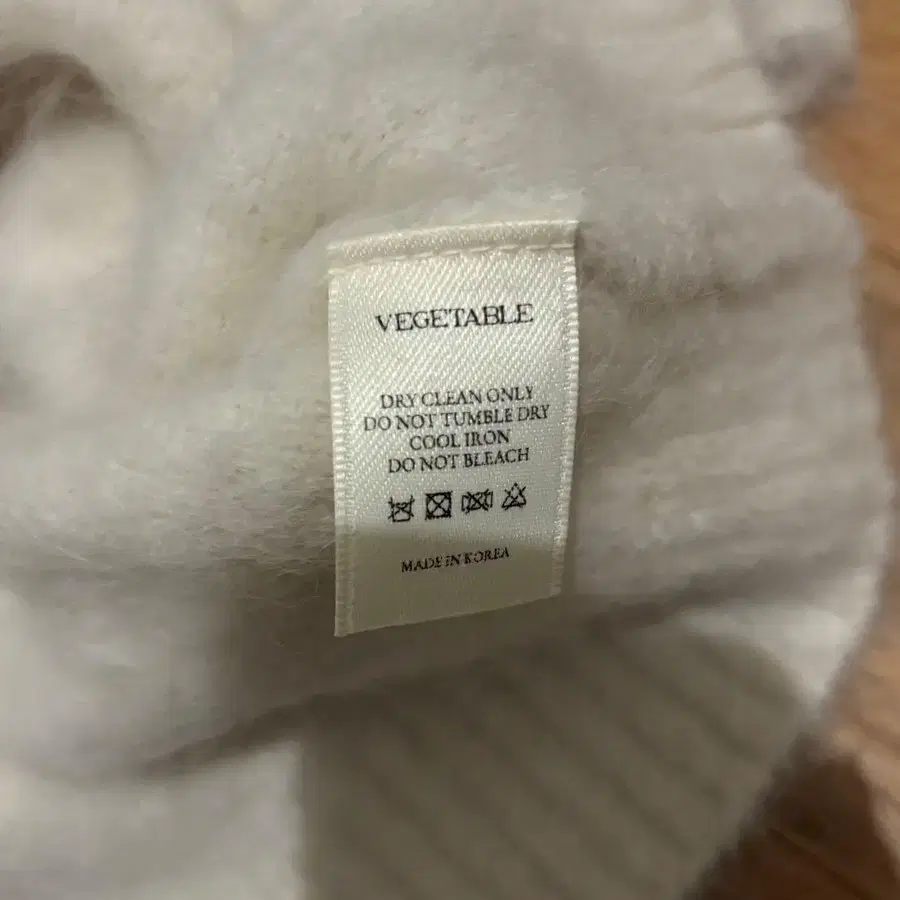 VEGETABLE
DRY CLEAN ONLY
DO NOT TUMBLE DRY
COOL IRON
DO NOT BLEACH
MADE IN KOREA